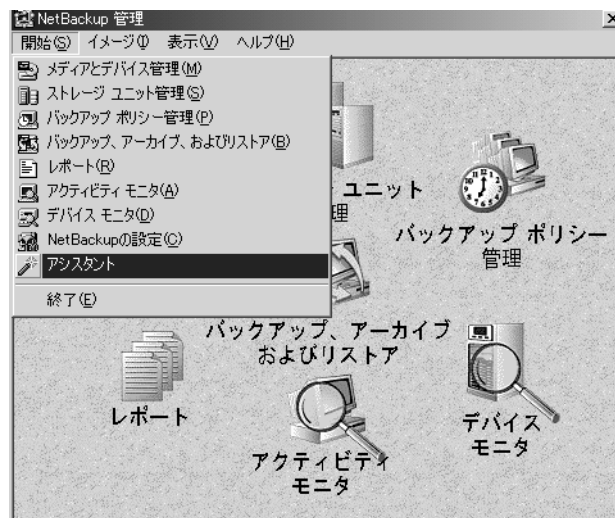 NetBackup 管理
開始(S) イメージ(I) 表示(V) ヘルプ(H)
メディアとデバイス管理(M)
ストレージ ユニット管理(S)
バックアップ ポリシー管理(P)
バックアップ、アーカイブ、およびリストア(B)
レポート(R)
アクティビティ モニタ(A)
デバイス モニタ(D)
NetBackupの設定(C)
アシスタント
終了(E)
ユニット
理
バックアップ ポリシー
管理
バックアップ、アーカイブ
およびリストア
レポート
アクティビティ
モニタ
デバイス
モニタ